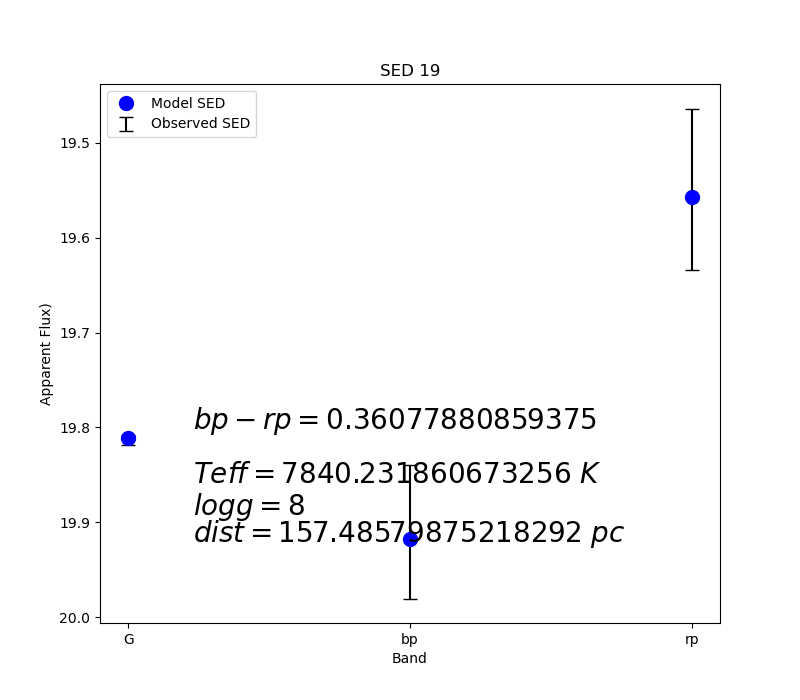 SED 19
Model SED
Observed SED
19.5
19.6
19.7
19.8
19.9
20.0
Apparent Flux)
bp − rp = 0.36077880859375
Teff = 7840.231860673256 K
logg = 8
dist = 157.48579875218292 pc
G
bp
rp
Band